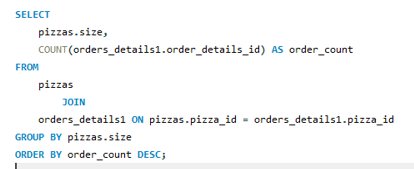 SELECT
pizzas.size,
COUNT(orders_details1.order_details_id) AS order_count
FROM
pizzas
JOIN
orders_details1 ON pizzas.pizza_id = orders_details1.pizza_id
GROUP BY pizzas.size
ORDER BY order_count DESC;